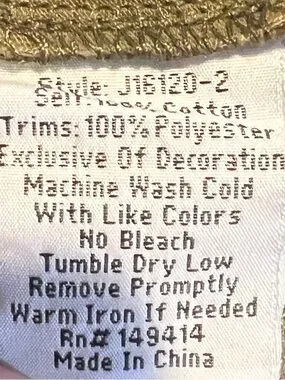 Style: J16120-2
Self: 100% Cotton
Trims: 100% Polyester
Exclusive Of Decoration
Machine Wash Cold
With Like Colors
No Bleach
Tumble Dry Low
Remove Promptly
Warm Iron If Needed
Rn# 149414
Made In China